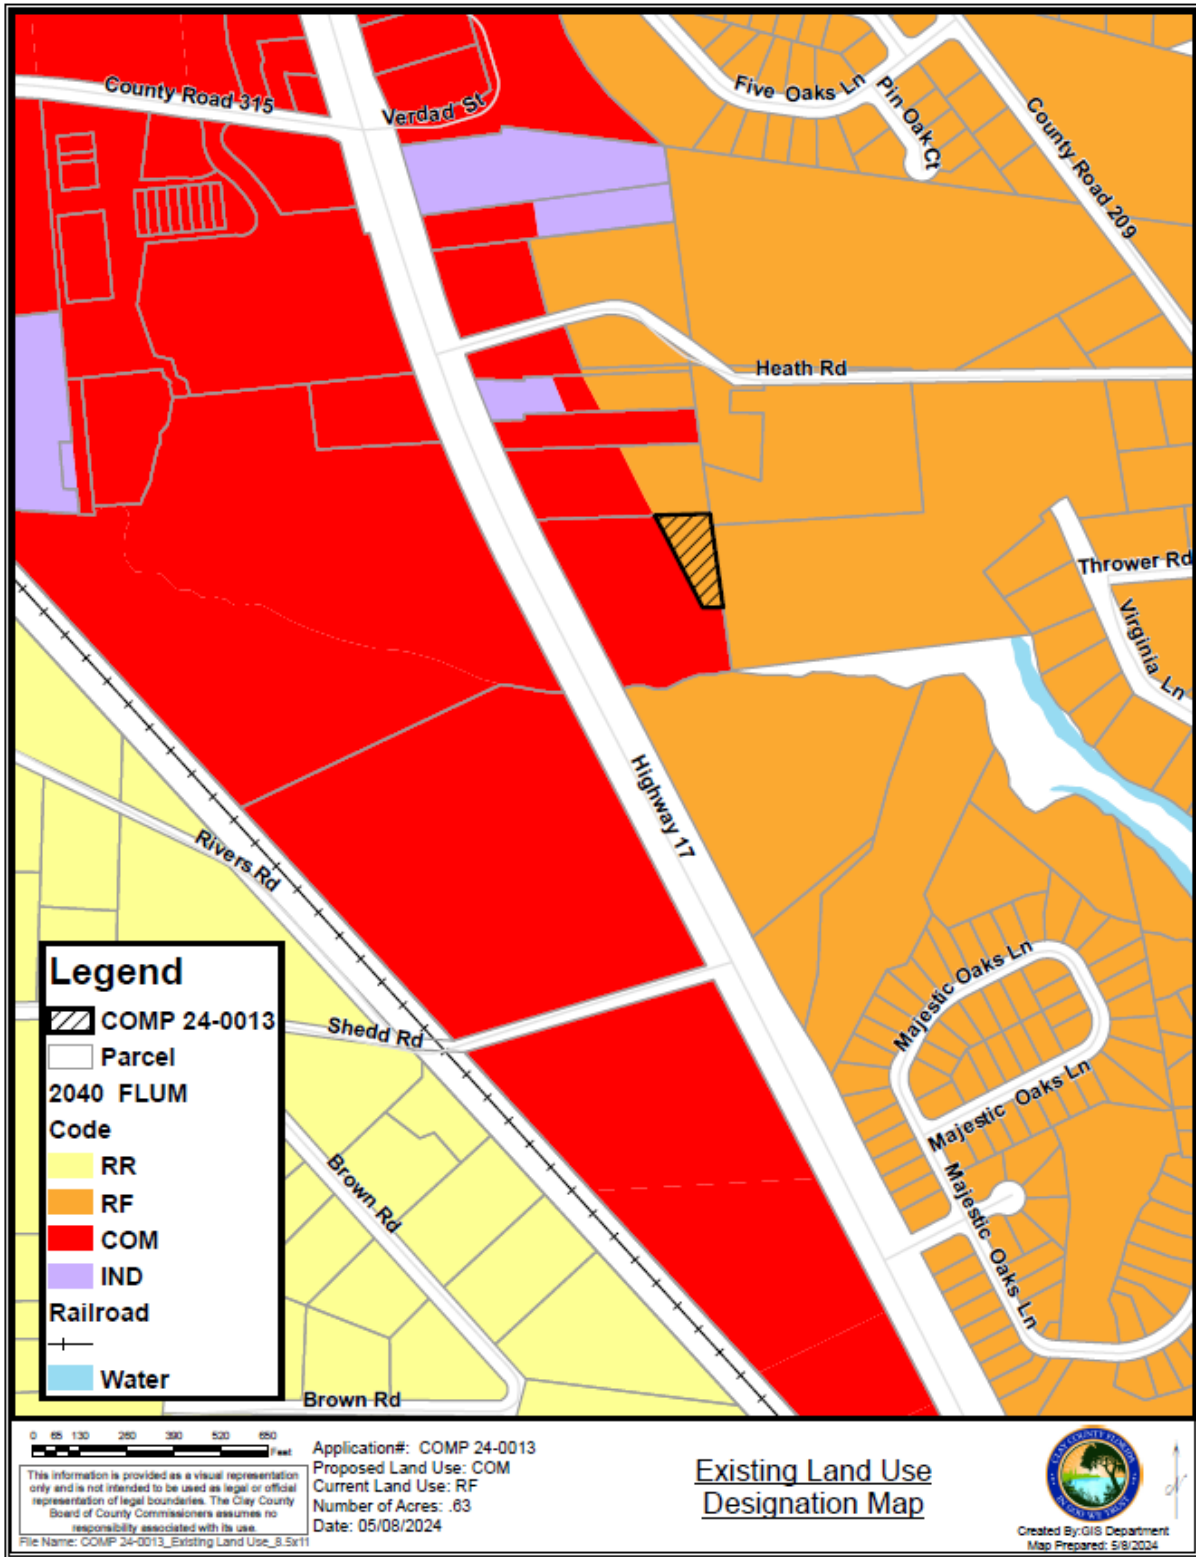 County Road 315
Verdad St
Five Oaks Ln
Pin Oak Ct
County Road 209
Heath Rd
Thrower Rd
Virginia Ln
Highway 17
Rivers Rd
Majestic Oaks Ln
Shedd Rd
Majestic Oaks Ln
Brown Rd
Majestic Oaks Ln
Brown Rd
Legend
COMP 24-0013
Parcel
2040 FLUM
Code
RR
RF
COM
IND
Railroad
Water
0 65 130 260 390 520 650
Feet
This information is provided as a visual representation
only and is not intended to be used as legal or official
representation of legal boundaries. The Clay County
Board of County Commissioners assumes no
responsibility associated with its use.
File Name: COMP 24-0013_Existing Land Use_8.5x11
Application#: COMP 24-0013
Proposed Land Use: COM
Current Land Use: RF
Number of Acres: .63
Date: 05/08/2024
Existing Land Use
Designation Map
CLAY COUNTY FLORIDA
IN GOD WE TRUST
N
Created By:GIS Department
Map Prepared: 5/8/2024